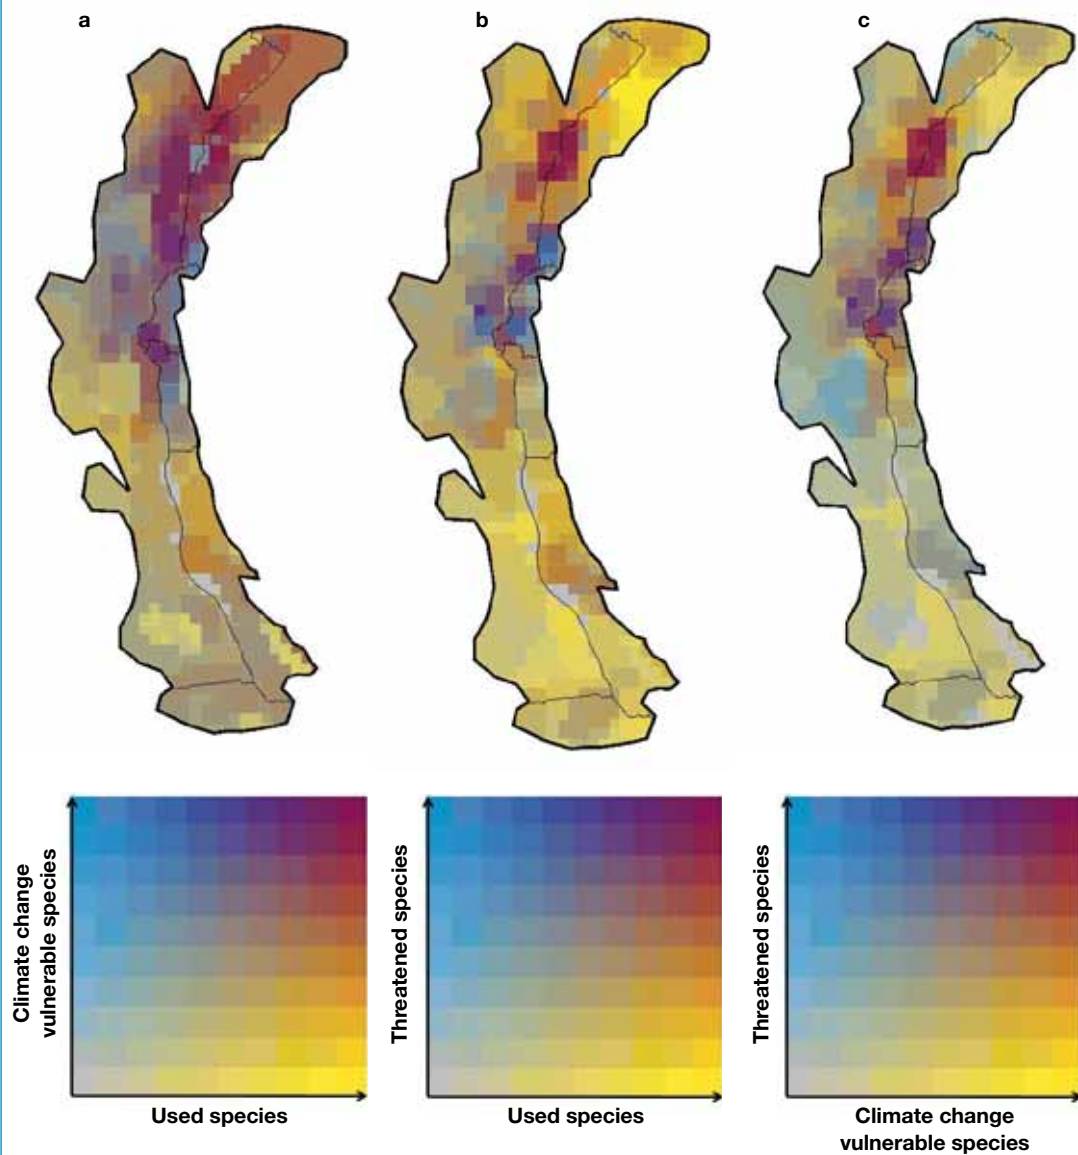 a
b
c
Climate change
vulnerable species
Used species
Threatened species
Used species
Threatened species
Climate change
vulnerable species